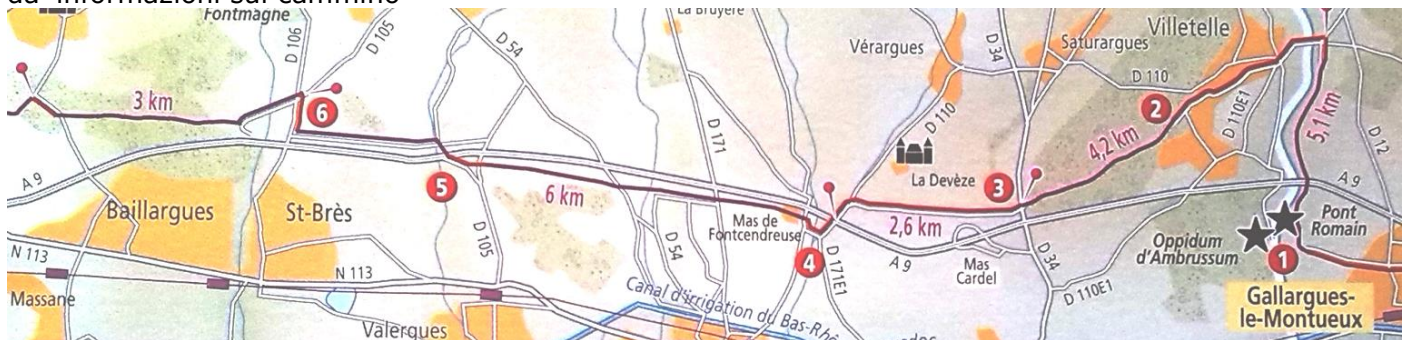 Fontmagne
D 106
D 105
D 54
La Bruyère
Vérargues
D 34
Saturargues
Villetelle
D 110
3 km
6
D 171
D 110
2
D 110E1
5,1 km
D 12
4,2 km
A 9
5
6 km
La Devèze
3
A 9
Baillargues
St-Brès
D 105
Mas de
Fontcendreuse
2,6 km
Pont
Romain
Oppidum
d'Ambrussum
1
N 113
N 113
D 54
4
D 171E1
A 9
Mas
Cardel
D 34
D 110E1
Massane
Valergues
Canal d'irrigation du Bas-Rhô
Gallargues-
le-Montueux